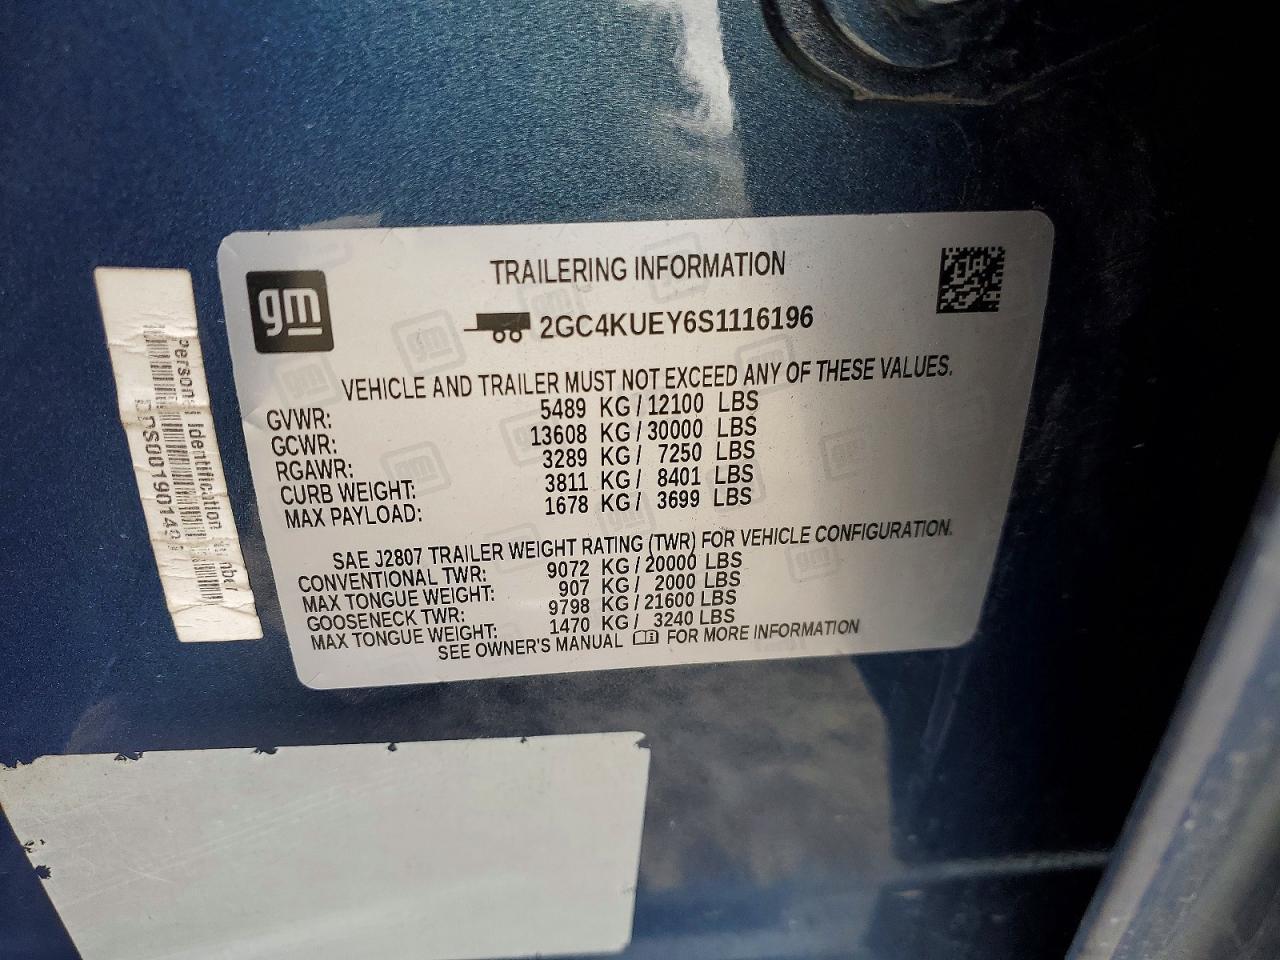 gm
TRAILERING INFORMATION
2GC4KUEY6S1116196
VEHICLE AND TRAILER MUST NOT EXCEED ANY OF THESE VALUES.
GVWR: 5489 KG / 12100 LBS
GCWR: 13608 KG / 30000 LBS
RGAWR: 3289 KG / 7250 LBS
CURB WEIGHT: 3811 KG / 8401 LBS
MAX PAYLOAD: 1678 KG / 3699 LBS
SAE J2807 TRAILER WEIGHT RATING (TWR) FOR VEHICLE CONFIGURATION.
CONVENTIONAL TWR: 9072 KG / 20000 LBS
MAX TONGUE WEIGHT: 907 KG / 2000 LBS
GOOSENECK TWR: 9798 KG / 21600 LBS
MAX TONGUE WEIGHT: 1470 KG / 3240 LBS
SEE OWNER'S MANUAL FOR MORE INFORMATION
Identification